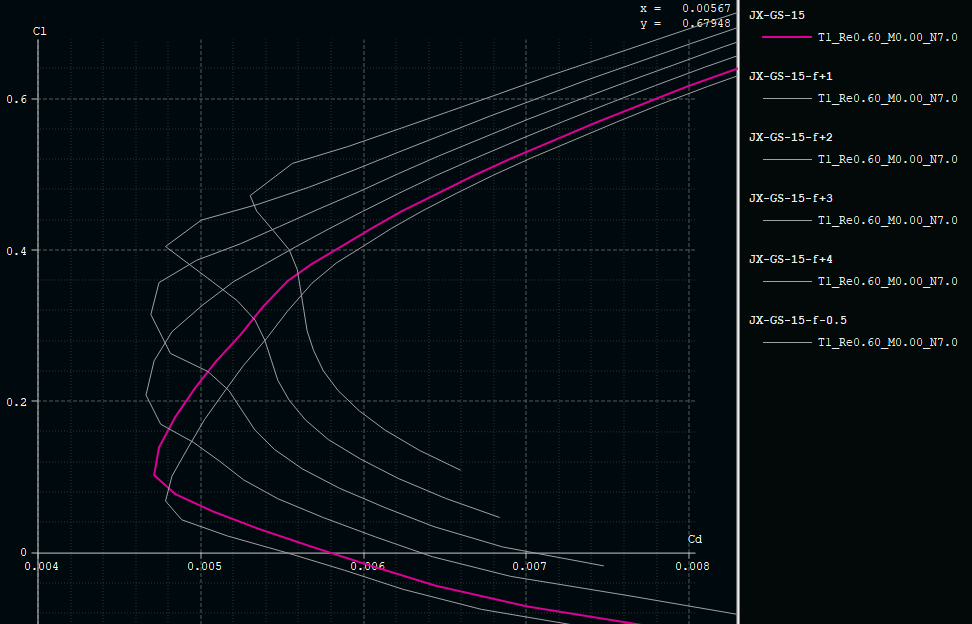 x = 0.00567
y = 0.67948
Cl
0.6
0.4
0.2
0
Cd
0.004 0.005 0.006 0.007 0.008
JX-GS-15
T1_Re0.60_M0.00_N7.0
JX-GS-15-f+1
T1_Re0.60_M0.00_N7.0
JX-GS-15-f+2
T1_Re0.60_M0.00_N7.0
JX-GS-15-f+3
T1_Re0.60_M0.00_N7.0
JX-GS-15-f+4
T1_Re0.60_M0.00_N7.0
JX-GS-15-f-0.5
T1_Re0.60_M0.00_N7.0